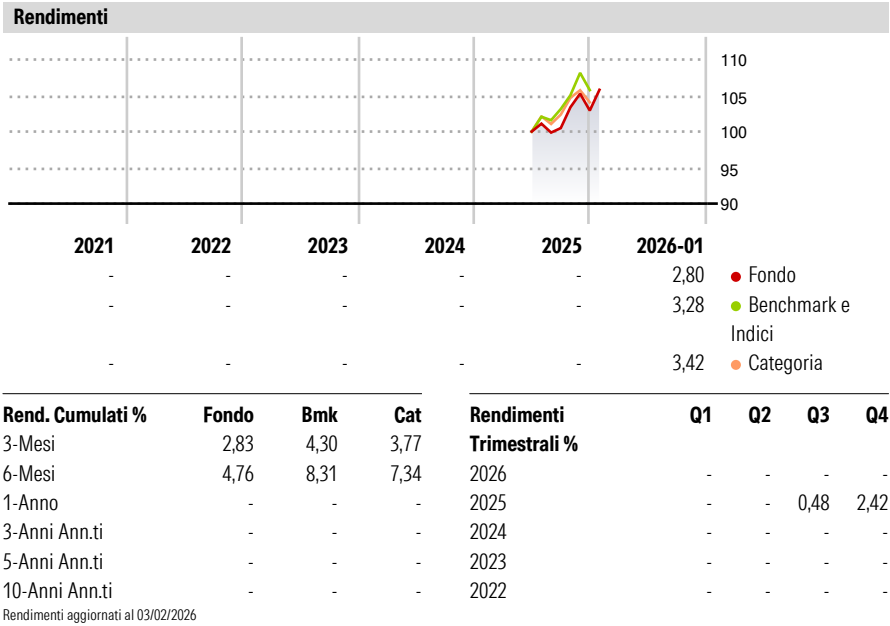 Rendimenti
110
105
100
95
90
2021 2022 2023 2024 2025 2026-01
- - - - - 2,80 Fondo
- - - - - 3,28 Benchmark e
Indici
- - - - - 3,42 Categoria
Rend. Cumulati % Fondo Bmk Cat
3-Mesi 2,83 4,30 3,77
6-Mesi 4,76 8,31 7,34
1-Anno - - -
3-Anni Ann.ti - - -
5-Anni Ann.ti - - -
10-Anni Ann.ti - - -
Rendimenti Q1 Q2 Q3 Q4
Trimestrali %
2026 - - - -
2025 - - 0,48 2,42
2024 - - - -
2023 - - - -
2022 - - - -
Rendimenti aggiornati al 03/02/2026